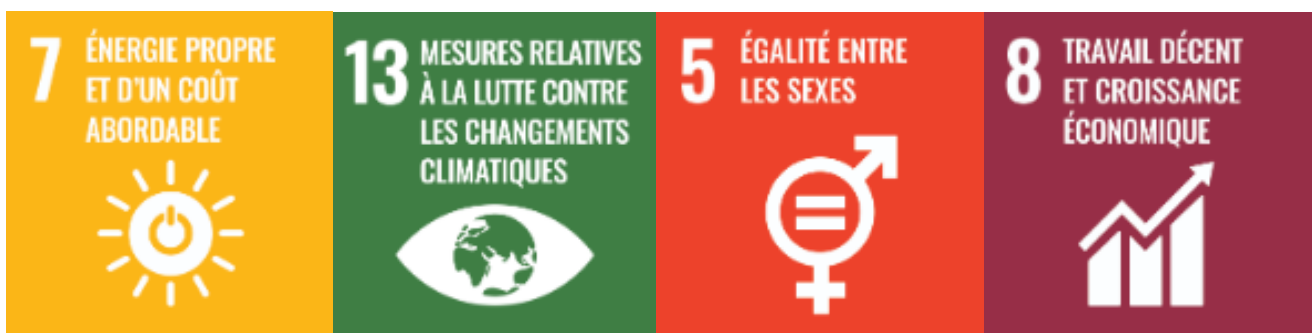 7 ÉNERGIE PROPRE
ET D'UN COÛT
ABORDABLE
13 MESURES RELATIVES
À LA LUTTE CONTRE
LES CHANGEMENTS
CLIMATIQUES
5 ÉGALITÉ ENTRE
LES SEXES
8 TRAVAIL DÉCENT
ET CROISSANCE
ÉCONOMIQUE